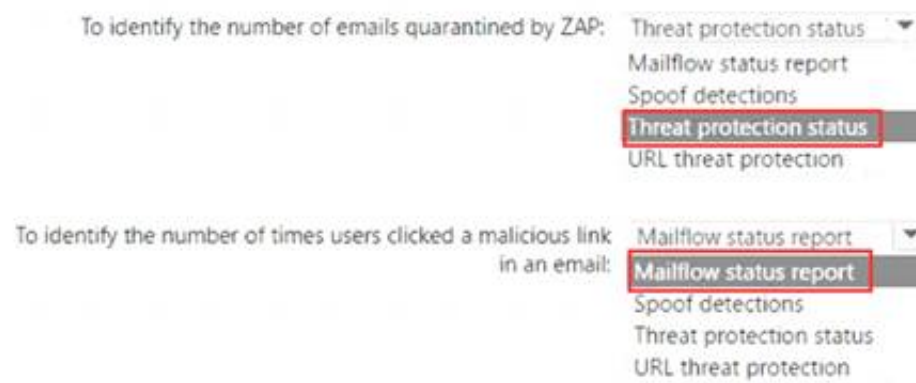 To identify the number of emails quarantined by ZAP: Threat protection status
Mailflow status report
Spoof detections
Threat protection status
URL threat protection
To identify the number of times users clicked a malicious link Mailflow status report
in an email: Mailflow status report
Spoof detections
Threat protection status
URL threat protection